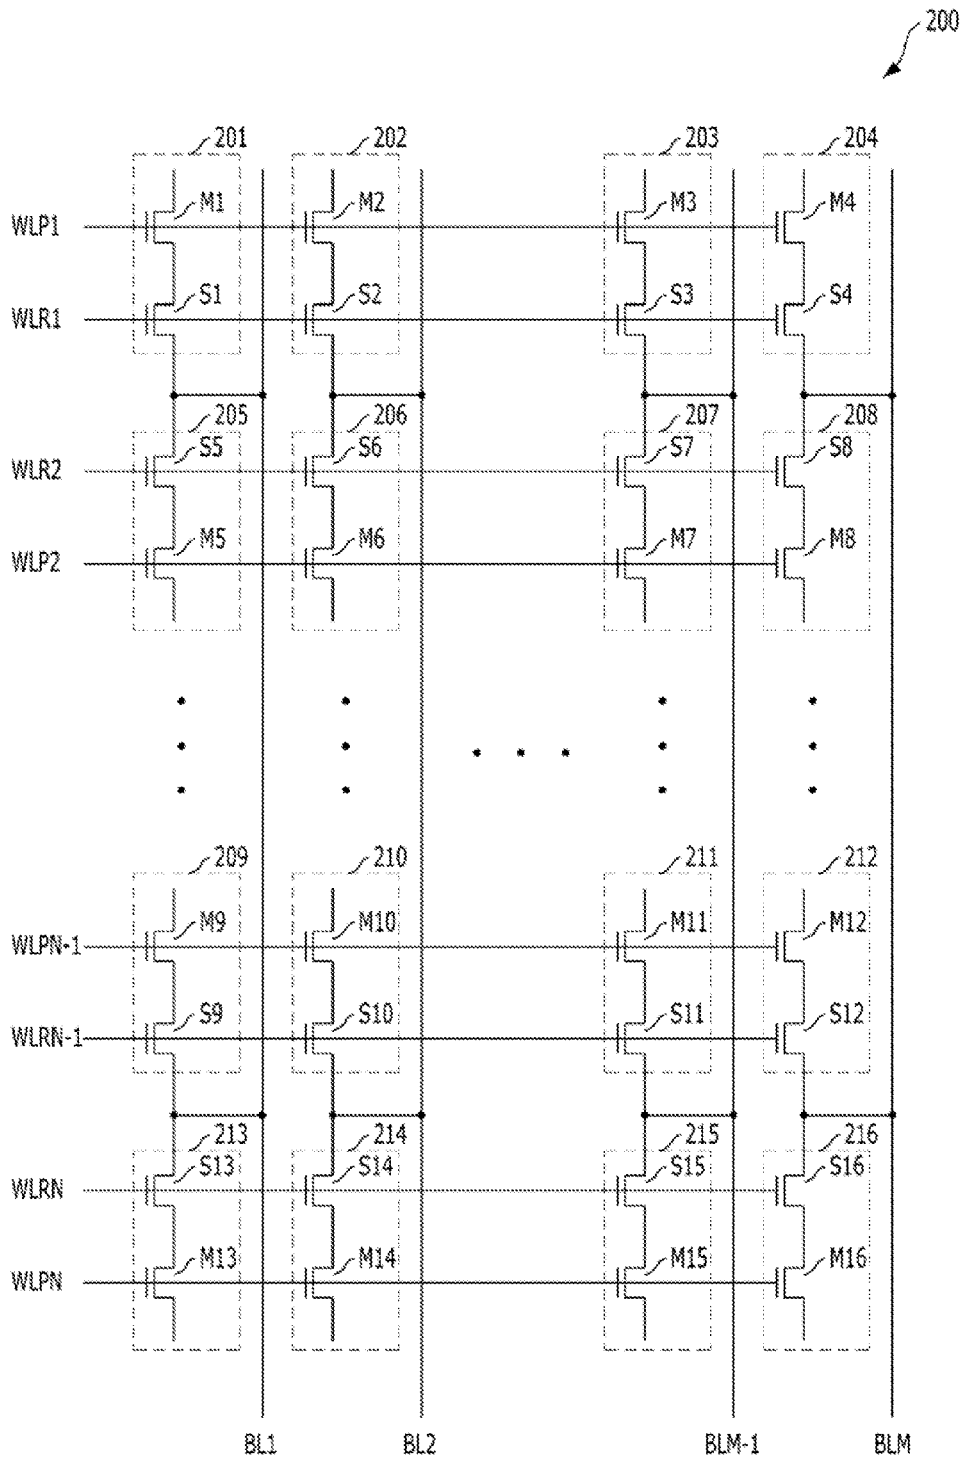 200
201 202 203 204
WLP1 M1 M2 M3 M4
WLR1 S1 S2 S3 S4
205 206 207 208
WLR2 S5 S6 S7 S8
WLP2 M5 M6 M7 M8
209 210 211 212
WLPN-1 M9 M10 M11 M12
WLRN-1 S9 S10 S11 S12
213 214 215 216
WLRN S13 S14 S15 S16
WLPN M13 M14 M15 M16
BL1 BL2 BLM-1 BLM